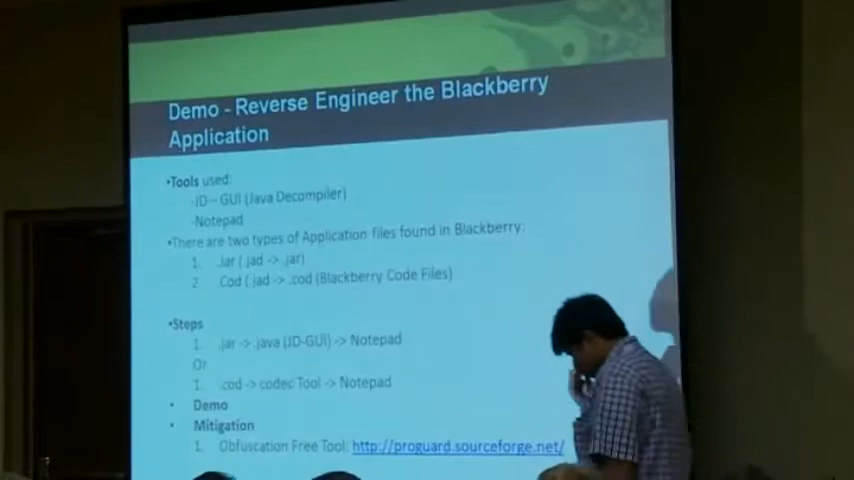 Demo - Reverse Engineer the Blackberry
Application
•Tools used:
-JD – GUI (Java Decompiler)
-Notepad
•There are two types of Application files found in Blackberry:
1. .Jar (.jad -> .jar)
2 .Cod (.jad -> .cod (Blackberry Code Files)
•Steps
1. .jar -> .java (JD-GUI) -> Notepad
Or
1. .cod -> codec Tool -> Notepad
• Demo
• Mitigation
1. Obfuscation Free Tool: http://proguard.sourceforge.net/